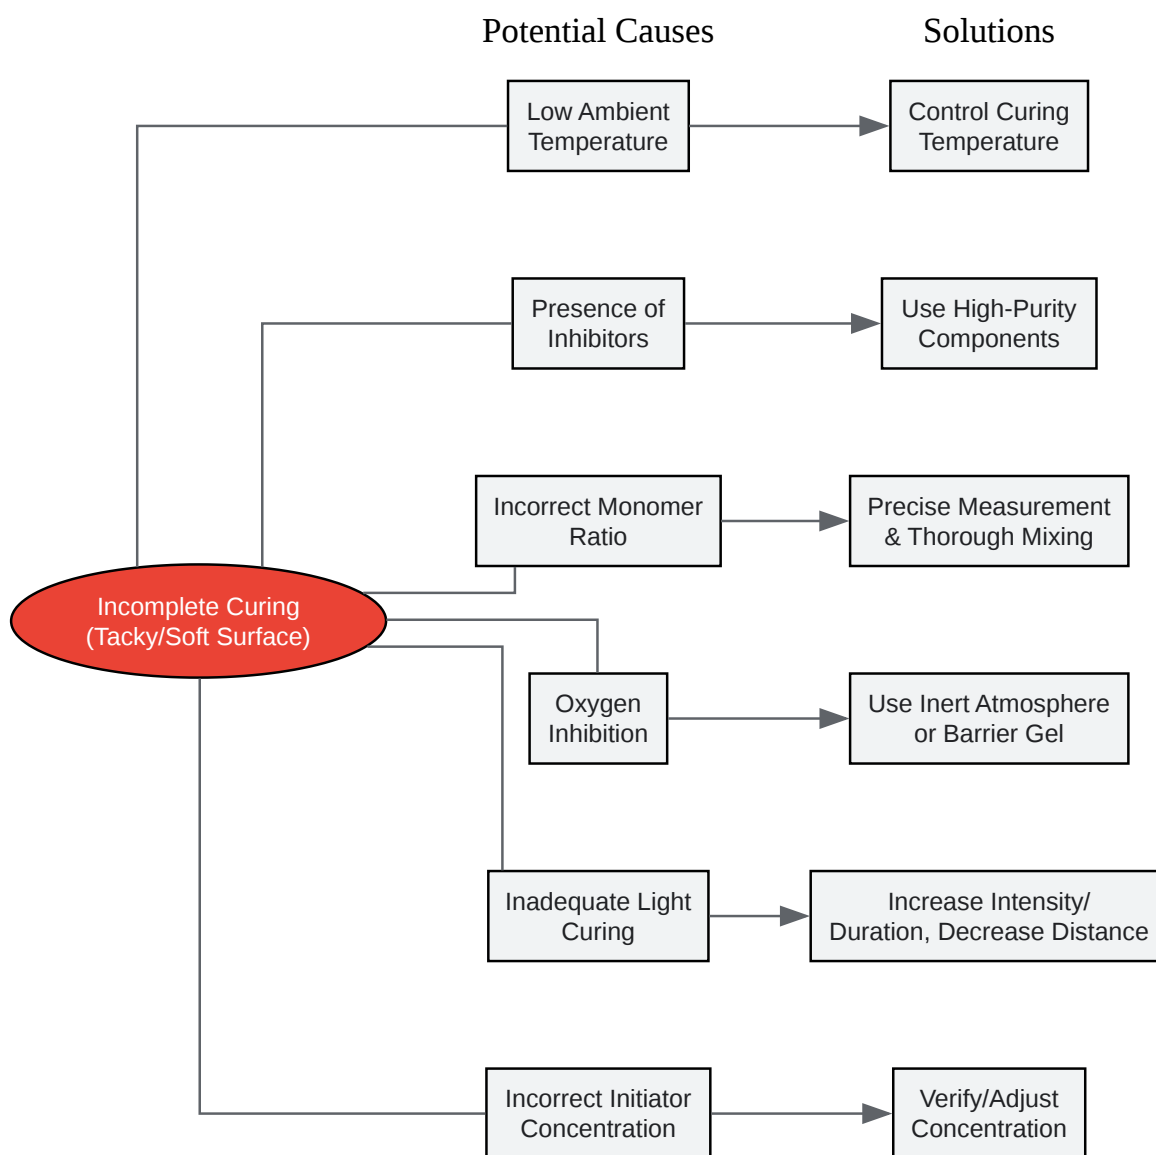 Potential Causes
Solutions
Low Ambient
Temperature
Control Curing
Temperature
Presence of
Inhibitors
Use High-Purity
Components
Incorrect Monomer
Ratio
Precise Measurement
& Thorough Mixing
Incomplete Curing
(Tacky/Soft Surface)
Oxygen
Inhibition
Use Inert Atmosphere
or Barrier Gel
Inadequate Light
Curing
Increase Intensity/
Duration, Decrease Distance
Incorrect Initiator
Concentration
Verify/Adjust
Concentration